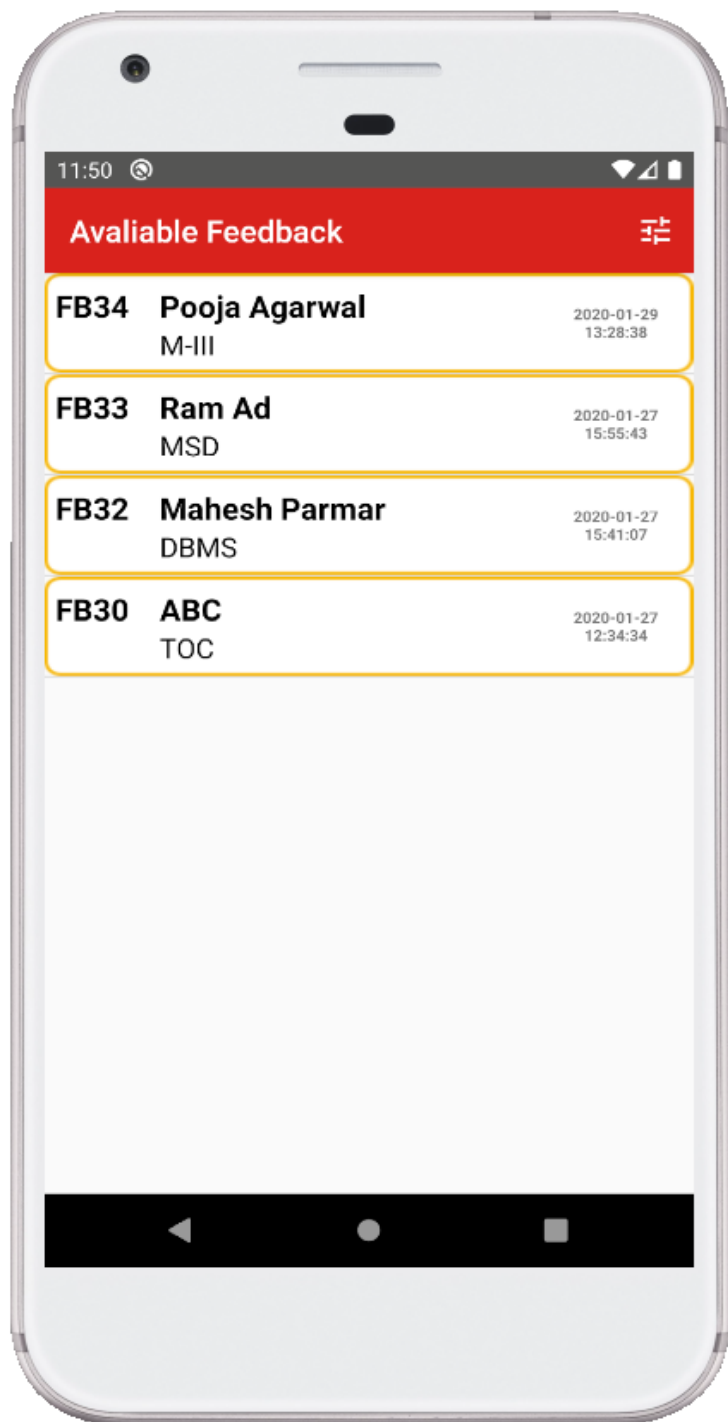 11:50
Avaliable Feedback
FB34 Pooja Agarwal 2020-01-29
M-III 13:28:38
FB33 Ram Ad 2020-01-27
MSD 15:55:43
FB32 Mahesh Parmar 2020-01-27
DBMS 15:41:07
FB30 ABC 2020-01-27
TOC 12:34:34